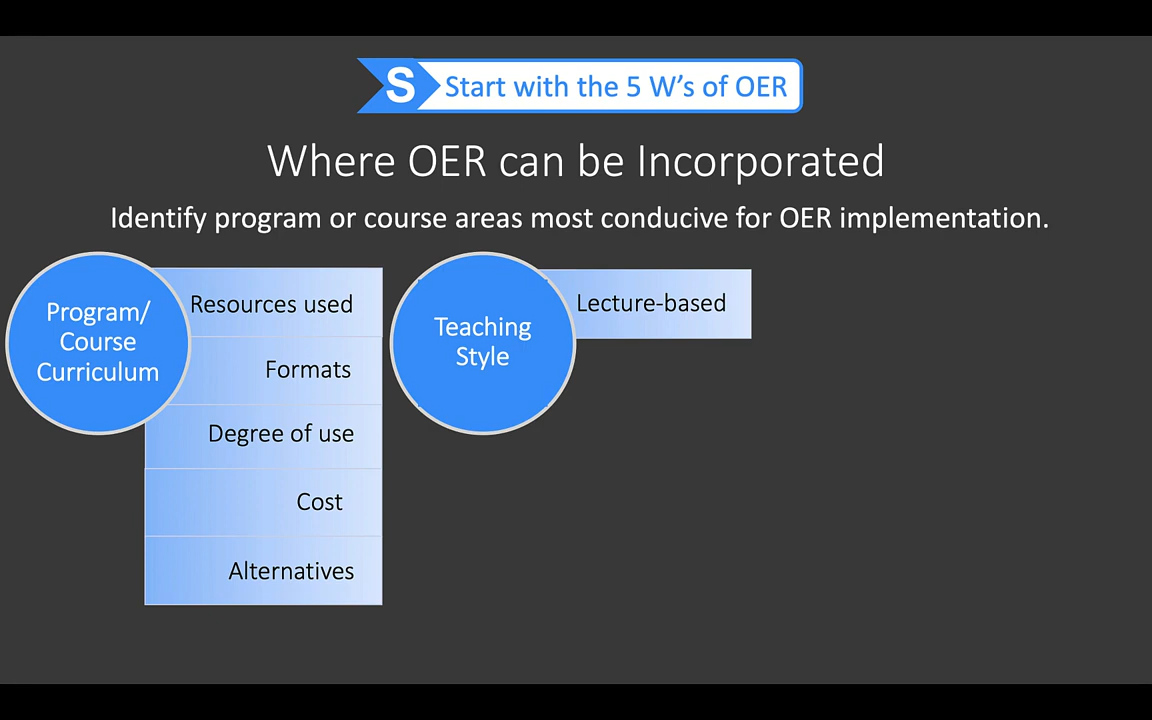 S Start with the 5 W's of OER
Where OER can be Incorporated
Identify program or course areas most conducive for OER implementation.
Program/
Course
Curriculum
Resources used
Formats
Degree of use
Cost
Alternatives
Teaching
Style
Lecture-based